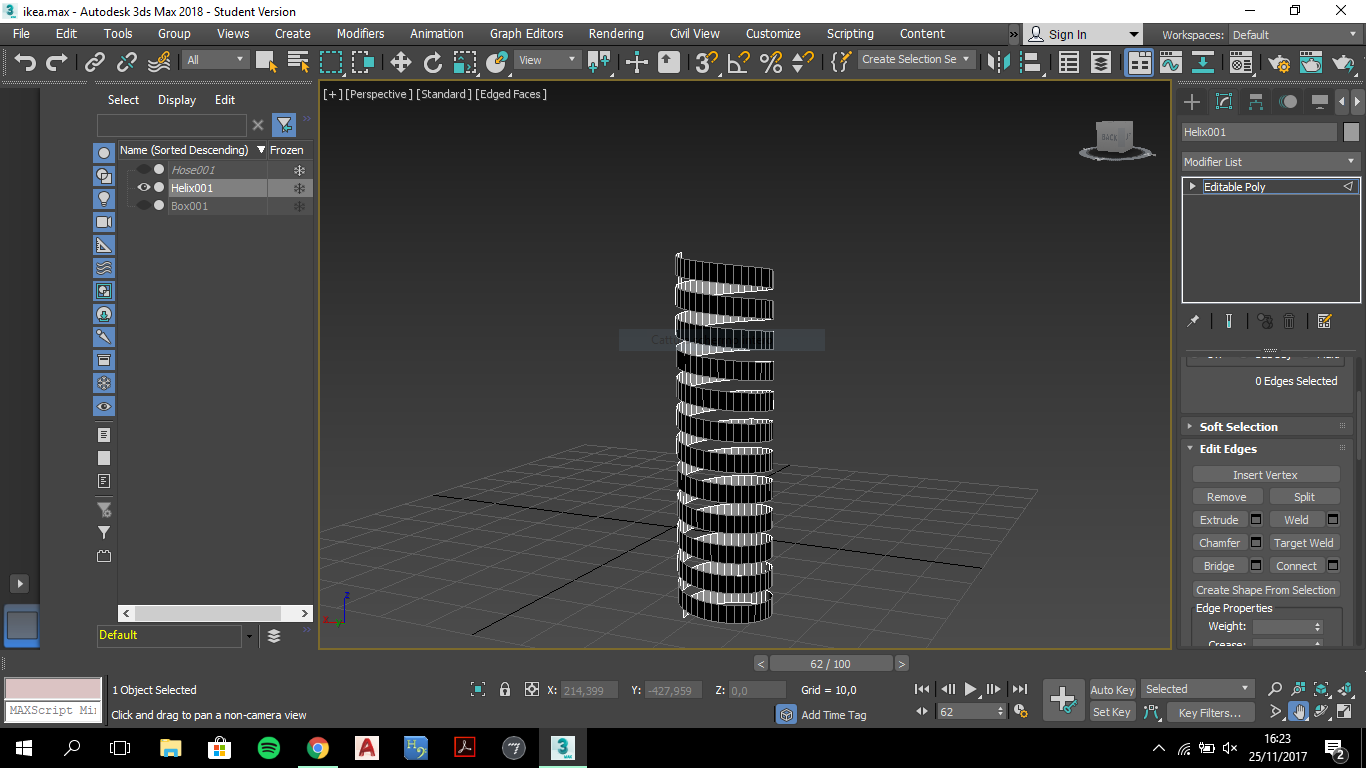 ikea.max - Autodesk 3ds Max 2018 - Student Version
File Edit Tools Group Views Create Modifiers Animation Graph Editors Rendering Civil View Customize Scripting Content » Sign In Workspaces: Default
All View Create Selection Se
Select Display Edit
[+] [Perspective ] [Standard ] [Edged Faces ]
Name (Sorted Descending) Frozen
Hose001
Helix001
Box001
BACK
Helix001
Modifier List
Editable Poly
0 Edges Selected
Soft Selection
Edit Edges
Insert Vertex
Remove Split
Extrude Weld
Chamfer Target Weld
Bridge Connect
Create Shape From Selection
Edge Properties
Weight:
Crease:
z
x
y
Default
< 62 / 100 >
1 Object Selected
X: 214,399 Y: -427,959 Z: 0,0 Grid = 10,0
Auto Key Selected
MAXScript Mi
Click and drag to pan a non-camera view
Add Time Tag
62
Set Key Key Filters...
16:23
25/11/2017
2